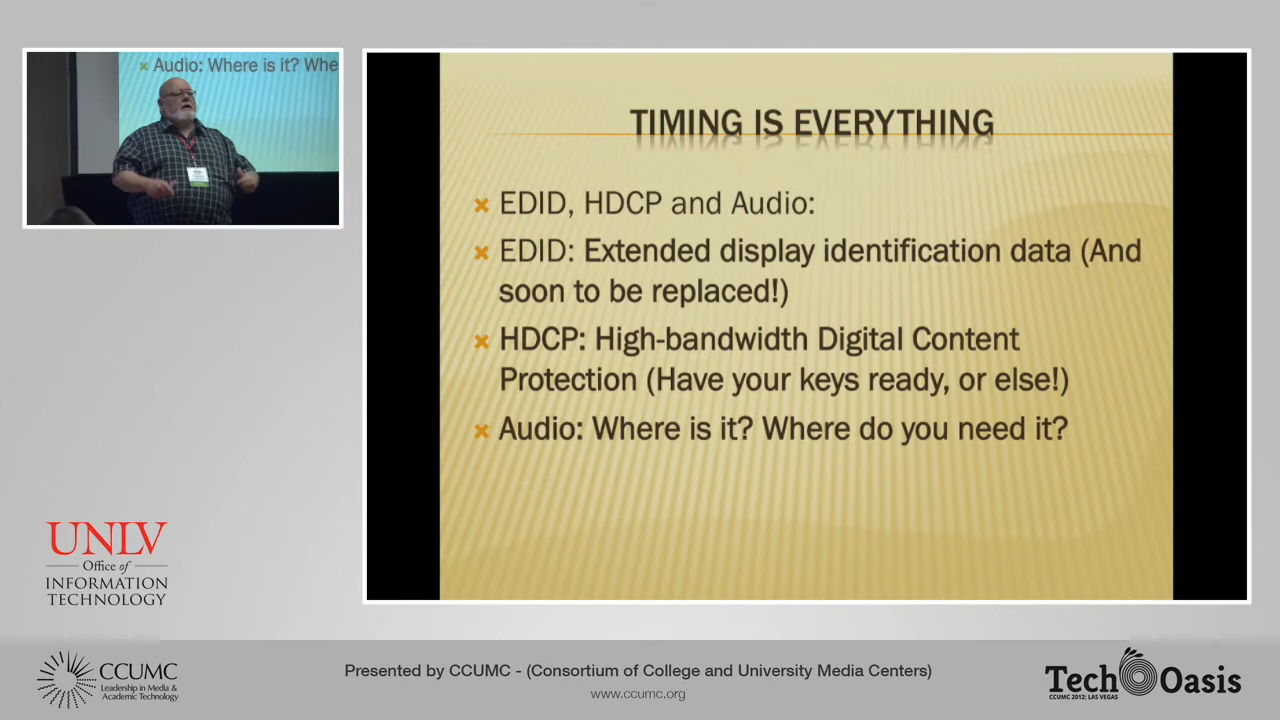 Audio: Where is it? Whe
TIMING IS EVERYTHING
EDID, HDCP and Audio:
EDID: Extended display identification data (And
soon to be replaced!)
HDCP: High-bandwidth Digital Content
Protection (Have your keys ready, or else!)
Audio: Where is it? Where do you need it?
UNLV
Office of
INFORMATION
TECHNOLOGY
CCUMC
Leadership in Media &
Academic Technology
Presented by CCUMC - (Consortium of College and University Media Centers)
www.ccumc.org
Tech Oasis
CCUMC 2012: LAS VEGAS